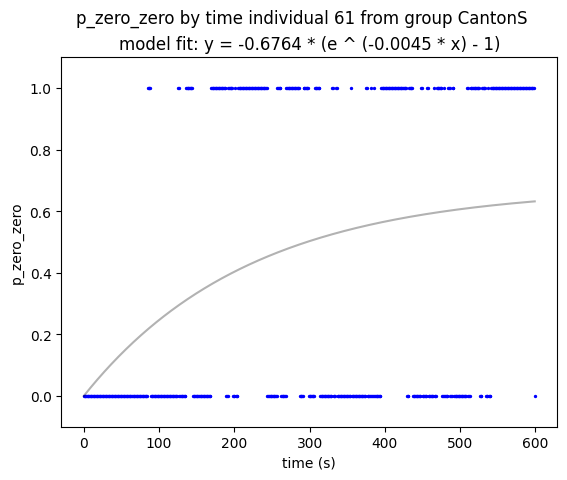 p_zero_zero by time individual 61 from group CantonS
model fit: y = -0.6764 * (e ^ (-0.0045 * x) - 1)
1.0
0.8
0.6
0.4
0.2
0.0
p_zero_zero
0 100 200 300 400 500 600
time (s)